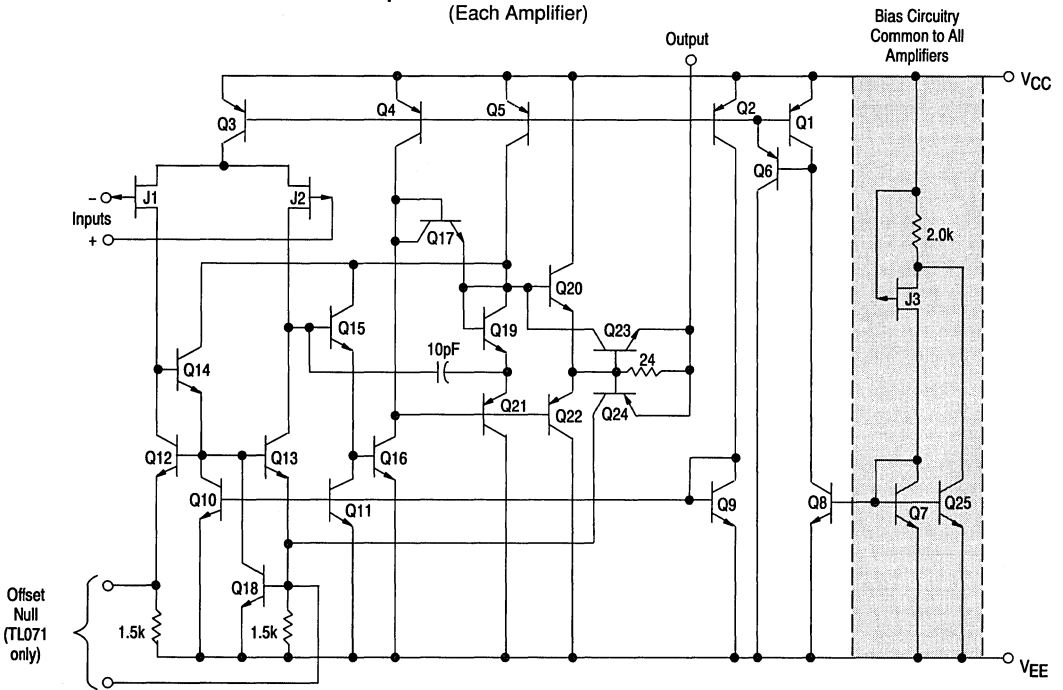 (Each Amplifier)
Bias Circuitry
Common to All
Amplifiers
Output
VCC
Q3
Q4
Q5
Q2
Q1
Q6
J1
J2
–
Inputs
+
Q17
2.0k
J3
Q20
Q15
Q19
Q23
10pF
24
Q14
Q21
Q22
Q24
Q12
Q13
Q16
Q10
Q11
Q9
Q8
Q7
Q25
Q18
Offset
Null
(TL071
only)
1.5k
1.5k
VEE